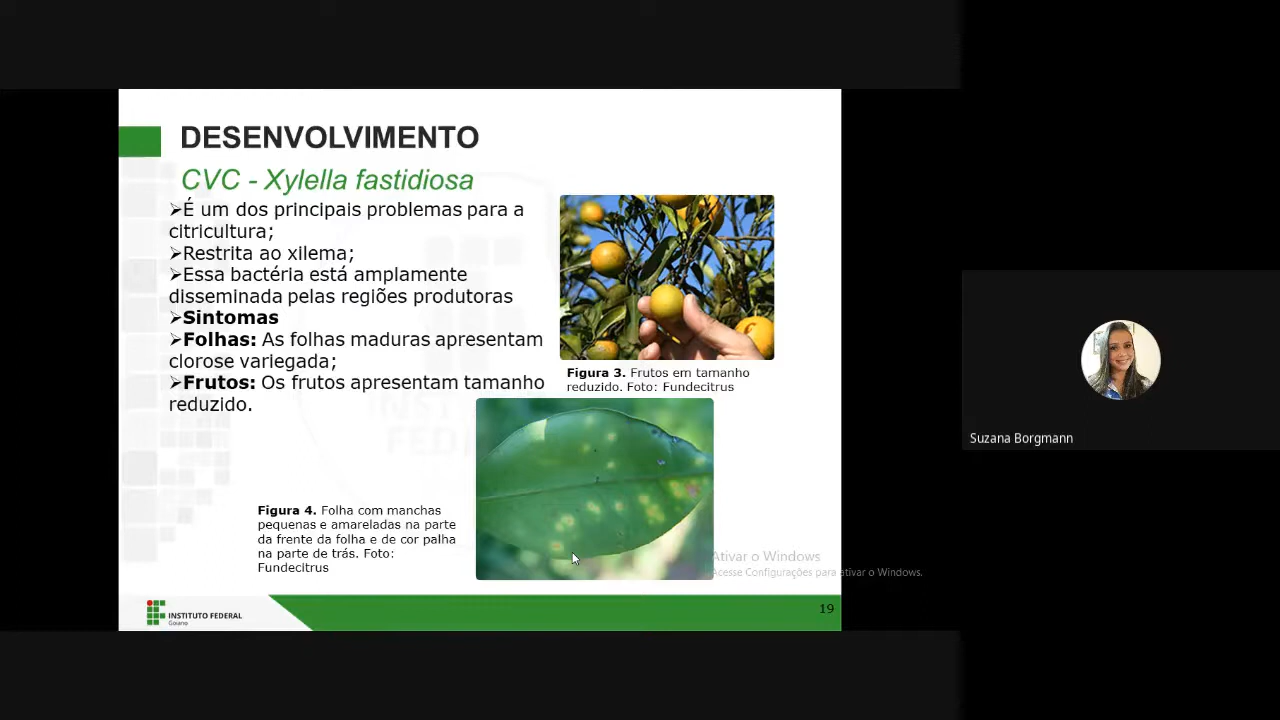 DESENVOLVIMENTO
CVC - Xylella fastidiosa
➢É um dos principais problemas para a
citricultura;
➢Restrita ao xilema;
➢Essa bactéria está amplamente
disseminada pelas regiões produtoras
➢Sintomas
➢Folhas: As folhas maduras apresentam
clorose variegada;
➢Frutos: Os frutos apresentam tamanho
reduzido.
Figura 3. Frutos em tamanho
reduzido. Foto: Fundecitrus
Figura 4. Folha com manchas
pequenas e amareladas na parte
da frente da folha e de cor palha
na parte de trás. Foto:
Fundecitrus
Ativar o Windows
Acesse Configurações para ativar o Windows.
INSTITUTO FEDERAL
Goiano
19
Suzana Borgmann